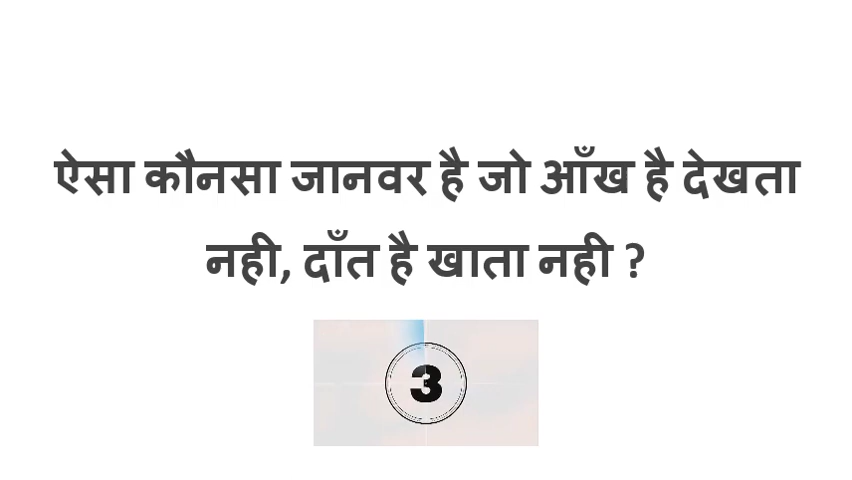 ऐसा कौनसा जानवर है जो आँख है देखता
नही, दाँत है खाता नही ?
3